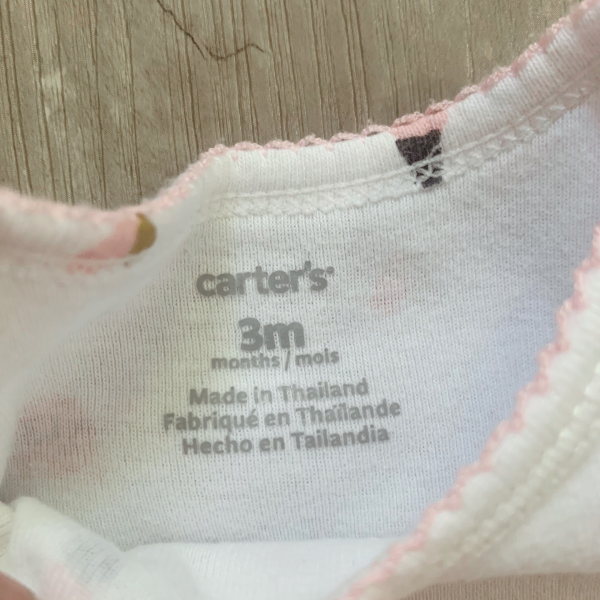 carter's
3m
months/mois
Made in Thailand
Fabriqué en Thaïlande
Hecho en Tailandia